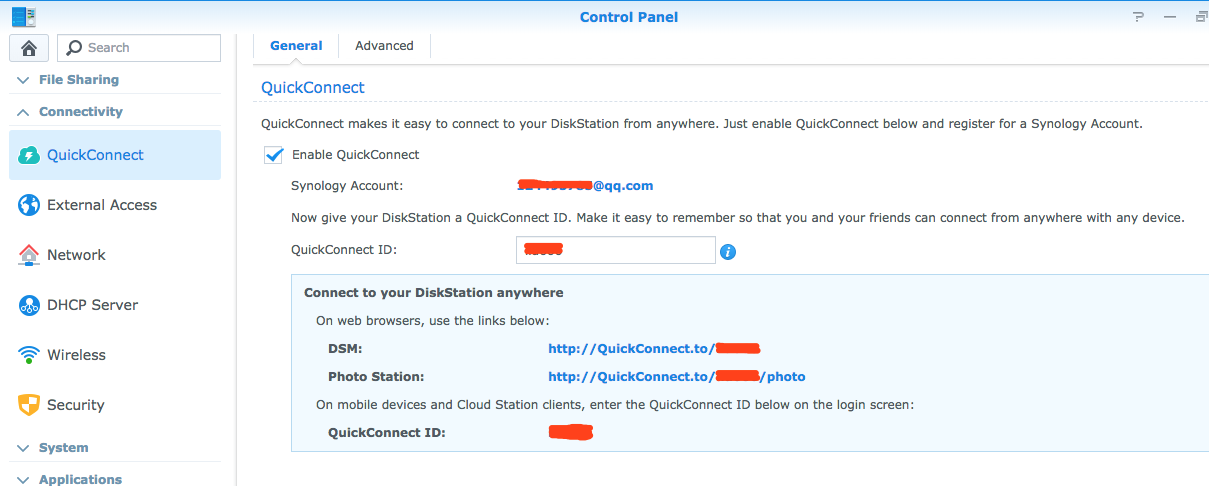 Control Panel
Search
General
Advanced
File Sharing
Connectivity
QuickConnect
External Access
Network
DHCP Server
Wireless
Security
System
Applications
QuickConnect
QuickConnect makes it easy to connect to your DiskStation from anywhere. Just enable QuickConnect below and register for a Synology Account.
Enable QuickConnect
Synology Account: @qq.com
Now give your DiskStation a QuickConnect ID. Make it easy to remember so that you and your friends can connect from anywhere with any device.
QuickConnect ID:
Connect to your DiskStation anywhere
On web browsers, use the links below:
DSM: http://QuickConnect.to/
Photo Station: http://QuickConnect.to/ /photo
On mobile devices and Cloud Station clients, enter the QuickConnect ID below on the login screen:
QuickConnect ID: